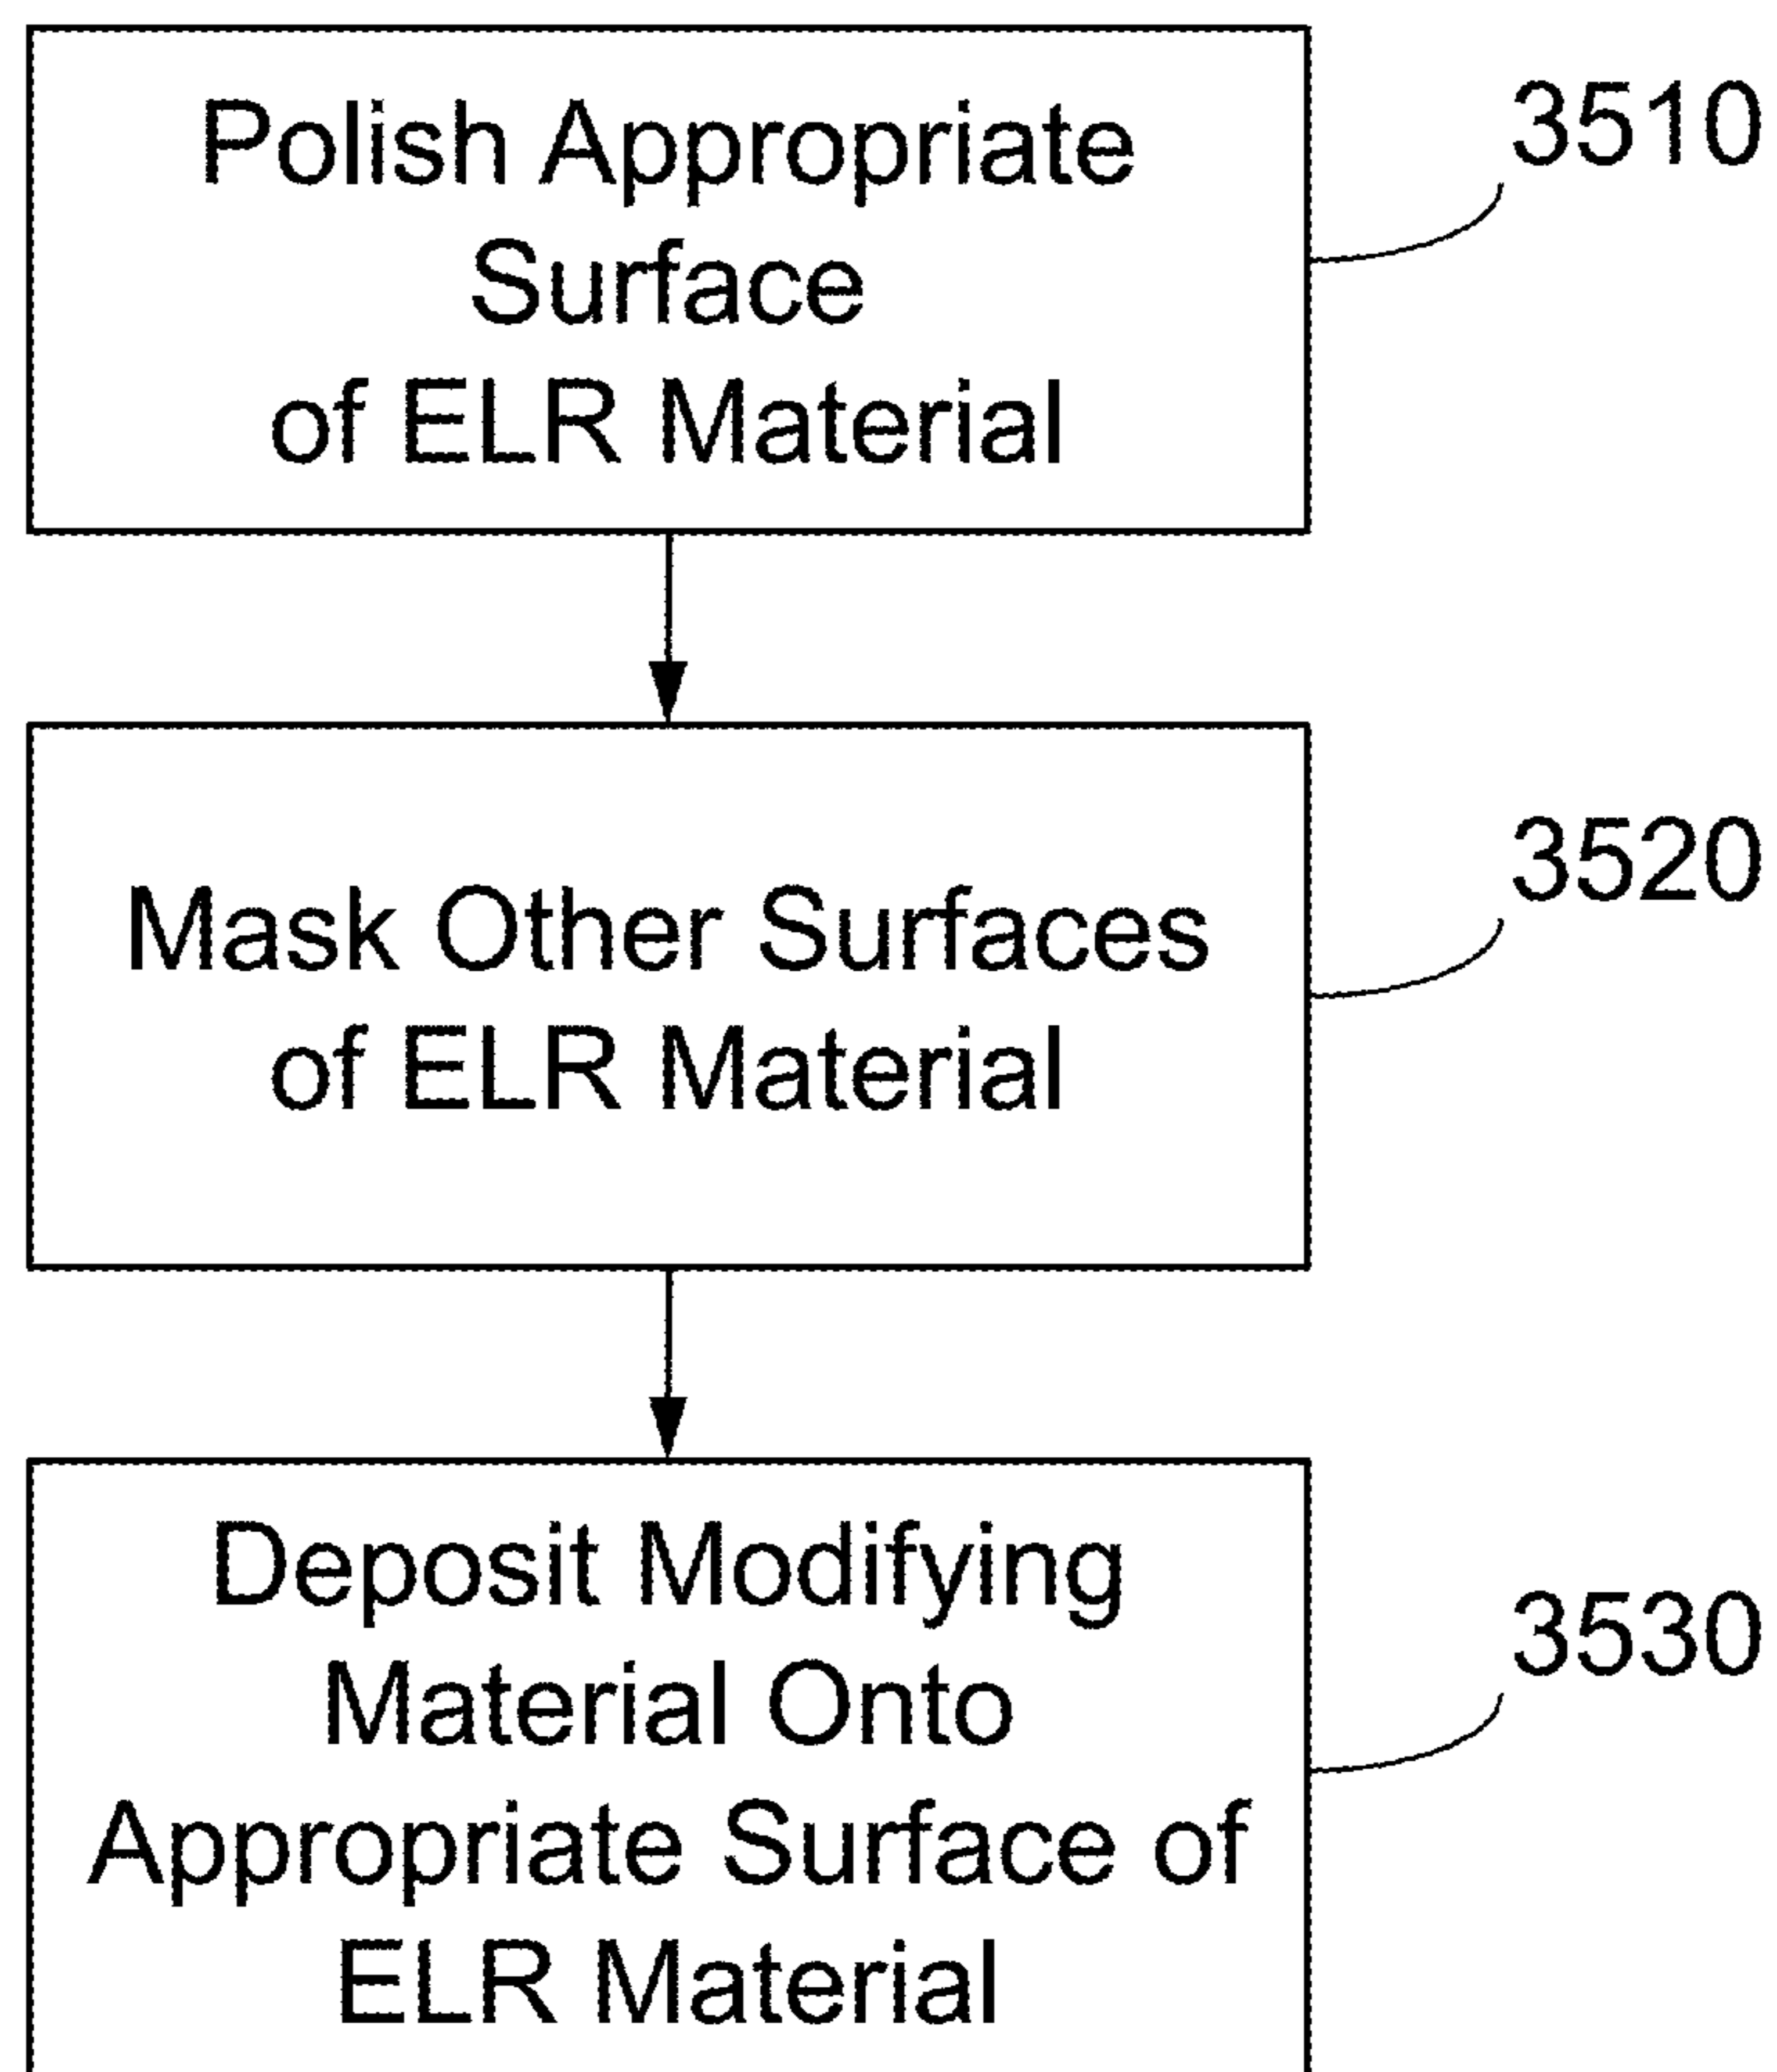 Polish Appropriate
Surface
of ELR Material
3510
Mask Other Surfaces
of ELR Material
3520
Deposit Modifying
Material Onto
Appropriate Surface of
ELR Material
3530